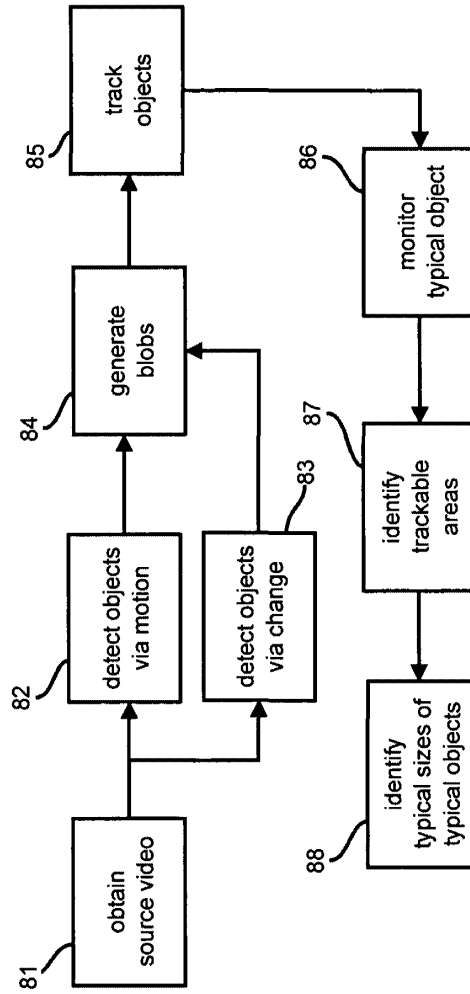 81
obtain
source video
82
detect objects
via motion
83
detect objects
via change
84
generate
blobs
85
track
objects
86
monitor
typical object
87
identify
trackable
areas
88
identify
typical sizes of
typical objects